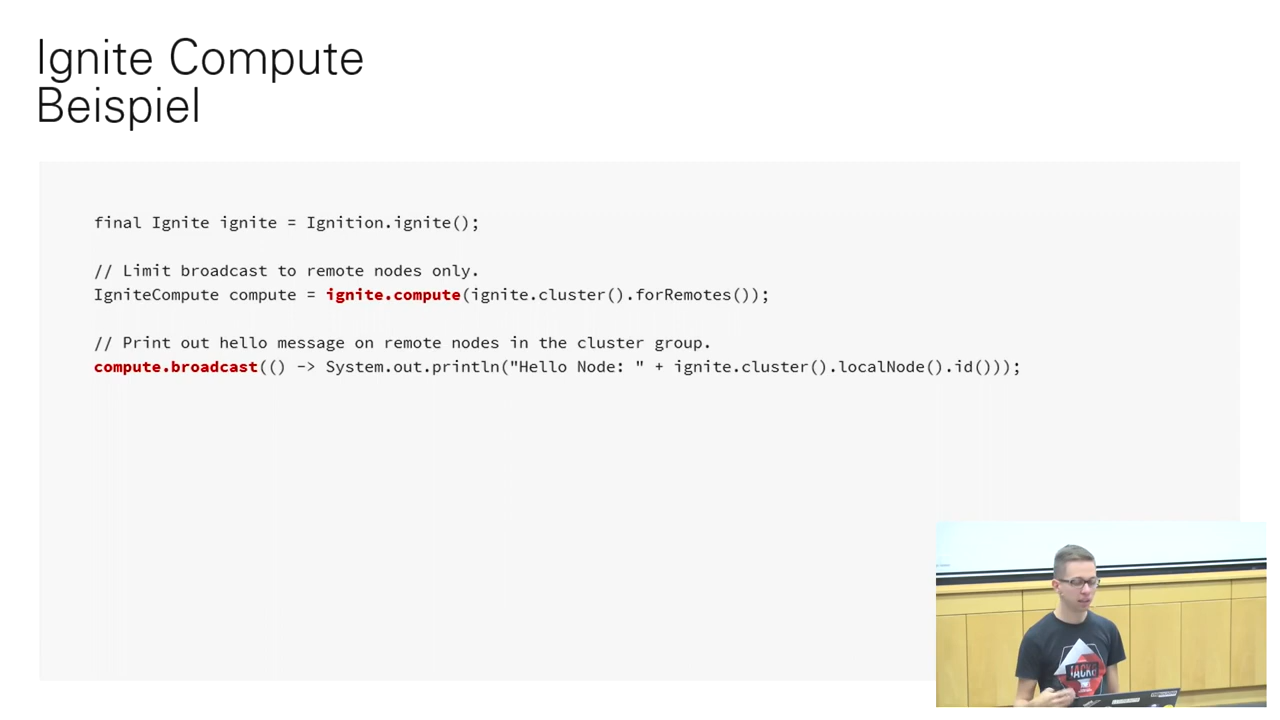 Ignite Compute
Beispiel
final Ignite ignite = Ignition.ignite();
// Limit broadcast to remote nodes only.
IgniteCompute compute = ignite.compute(ignite.cluster().forRemotes());
// Print out hello message on remote nodes in the cluster group.
compute.broadcast(() -> System.out.println("Hello Node: " + ignite.cluster().localNode().id()));